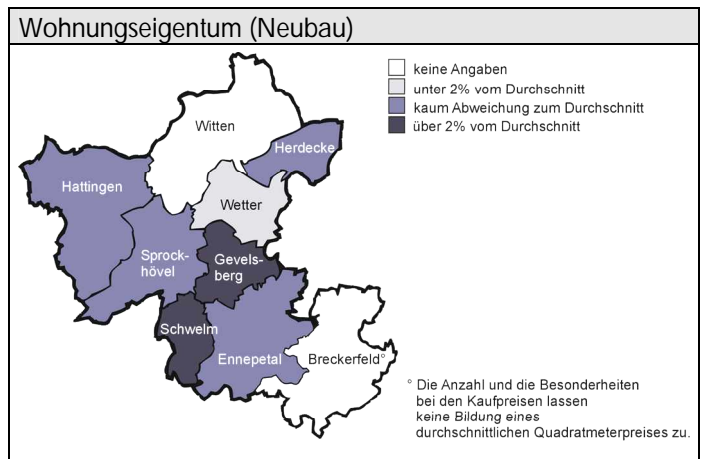 Wohnungseigentum (Neubau)
keine Angaben
unter 2% vom Durchschnitt
kaum Abweichung zum Durchschnitt
über 2% vom Durchschnitt
Witten
Herdecke
Hattingen
Wetter
Sprock-
hövel
Gevels-
berg
Schwelm
Ennepetal
Breckerfeld°
° Die Anzahl und die Besonderheiten
bei den Kaufpreisen lassen
keine Bildung eines
durchschnittlichen Quadratmeterpreises zu.